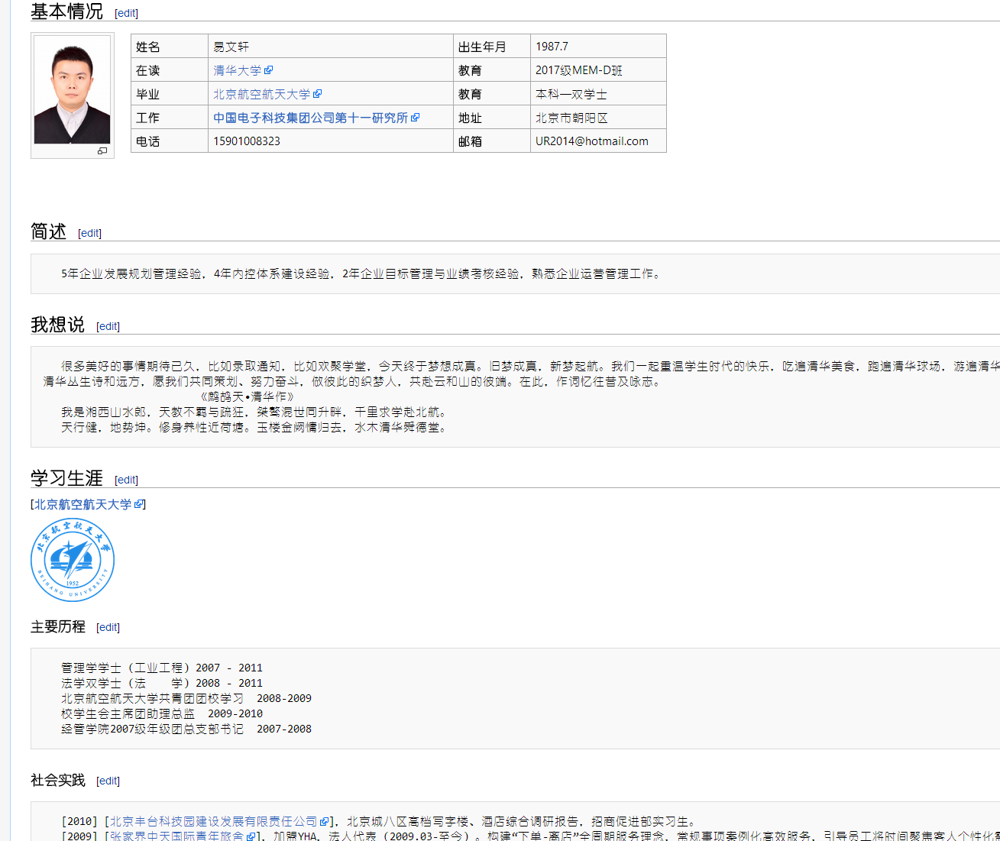 基本情况 [edit]
姓名 易文轩 出生年月 1987.7
在读 清华大学 教育 2017级MEM-D班
毕业 北京航空航天大学 教育 本科—双学士
工作 中国电子科技集团公司第十一研究所 地址 北京市朝阳区
电话 15901008323 邮箱 UR2014@hotmail.com
简述 [edit]
5年企业发展规划管理经验，4年内控体系建设经验，2年企业目标管理与业绩考核经验，熟悉企业运营管理工作。
我想说 [edit]
很多美好的事情期待已久，比如录取通知，比如欢聚学堂，今天终于梦想成真。旧梦成真，新梦起航。我们一起重温学生时代的快乐，吃遍清华美食，跑遍清华球场，游遍清华
清华丛生诗和远方，愿我们共同策划、努力奋斗，做彼此的织梦人，共赴云和山的彼端。在此，作词忆往昔及咏志。
《鹧鸪天•清华作》
我是湘西山水郎，天教不羁与疏狂，桀骜混世同升畔，千里求学赴北航。
天行健，地势坤。修身养性近荷塘。玉楼金阙慵归去，水木清华舜德堂。
学习生涯 [edit]
[北京航空航天大学]
北京航空航天大学
1952
BEIHANG UNIVERSITY
主要历程 [edit]
管理学学士（工业工程）2007 - 2011
法学双学士（法 学）2008 - 2011
北京航空航天大学共青团团校学习 2008-2009
校学生会主席团助理总监 2009-2010
经管学院2007级年级团总支部书记 2007-2008
社会实践 [edit]
[2010] [北京丰台科技园建设发展有限责任公司]，北京城八区高档写字楼、酒店综合调研报告，招商促进部实习生。
[2009] [张家界中天国际青年旅舍]，加盟YHA，法人代表（2009.03-至今）。构建“下单-离店”全周期服务理念，常规事项案例化高效服务，引导员工将时间聚焦客人个性化